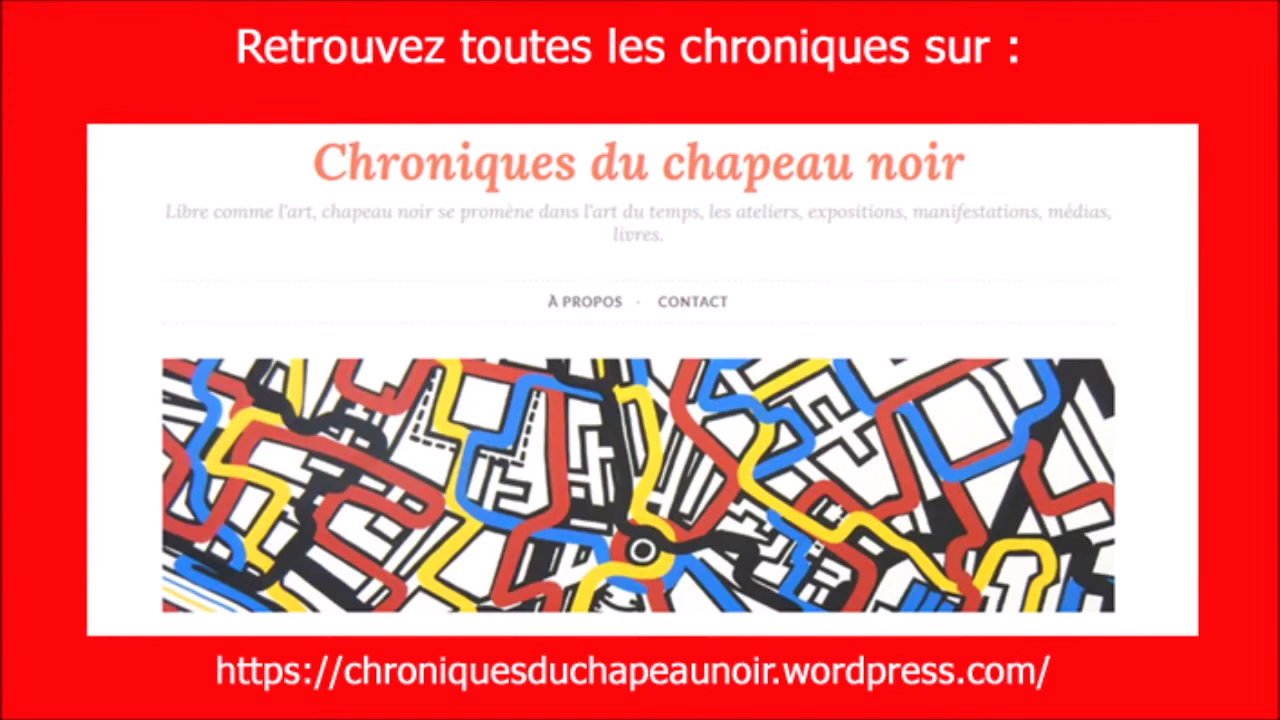 Retrouvez toutes les chroniques sur :
Chroniques du chapeau noir
Libre comme l'art, chapeau noir se promène dans l'art du temps, les ateliers, expositions, manifestations, médias,
livres.
À PROPOS · CONTACT
https://chroniquesduchapeaunoir.wordpress.com/